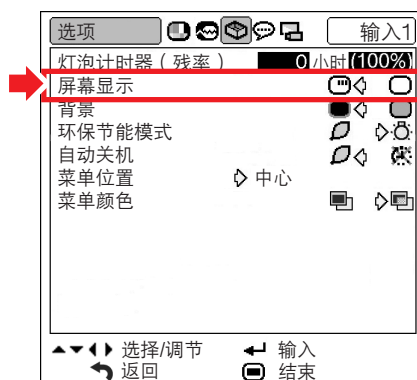 选项 输入1
灯泡计时器(残率) 0小时(100%)
屏幕显示
背景
环保节能模式
自动关机
菜单位置 中心
菜单颜色
选择/调节 输入
返回 结束